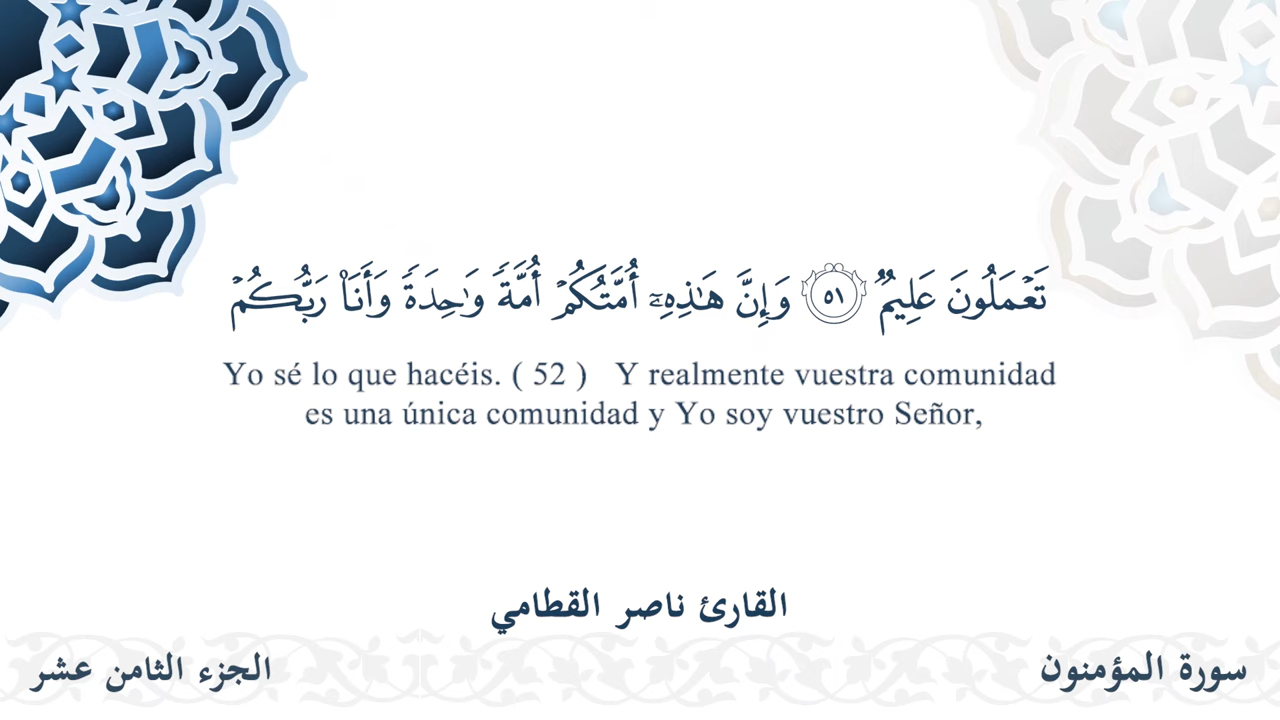 تَعۡمَلُونَ عَلِيمٞ ٥١ وَإِنَّ هَٰذِهِۦٓ أُمَّتُكُمۡ أُمَّةٗ وَٰحِدَةٗ وَأَنَا۠ رَبُّكُمۡ
Yo sé lo que hacéis. ( 52 ) Y realmente vuestra comunidad
es una única comunidad y Yo soy vuestro Señor,
القارئ ناصر القطامي
سورة المؤمنون
الجزء الثامن عشر